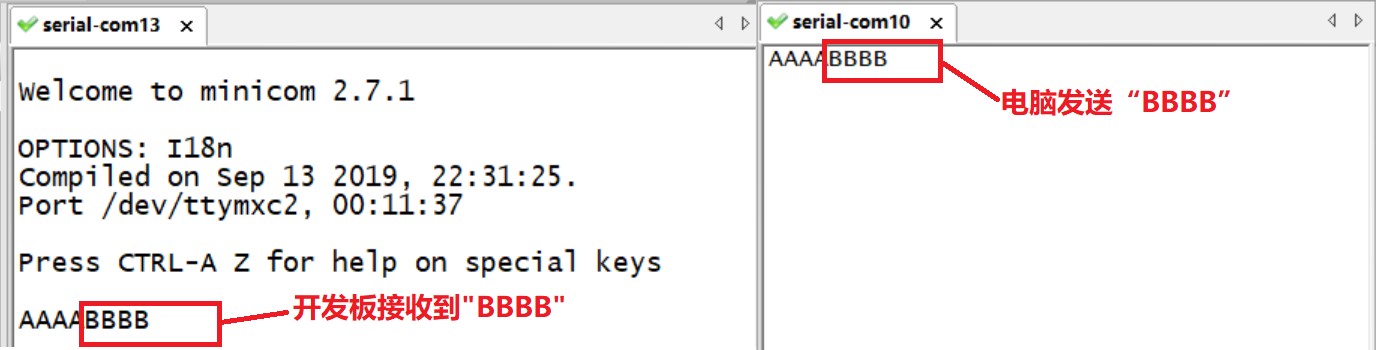 serial-com13 ×
Welcome to minicom 2.7.1
OPTIONS: I18n
Compiled on Sep 13 2019, 22:31:25.
Port /dev/ttymxc2, 00:11:37
Press CTRL-A Z for help on special keys
AAAABBBB
开发板接收到"BBBB"
serial-com10 ×
AAAABBBB
电脑发送“BBBB”